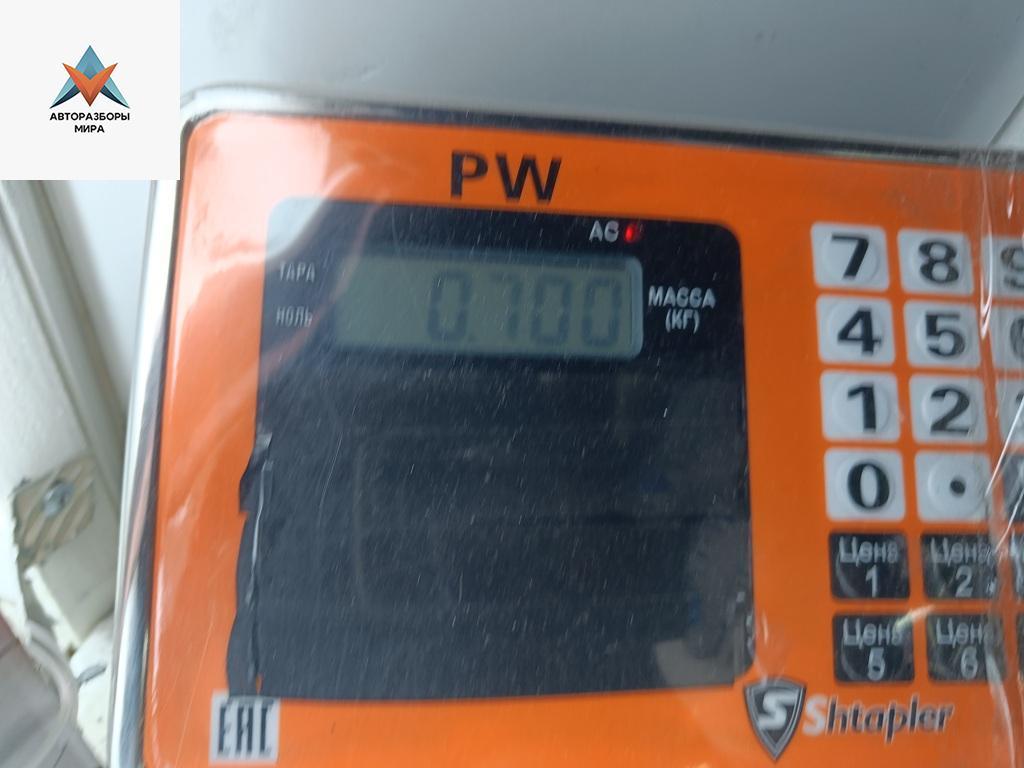 АВТОРАЗБОРЫ
МИРА
PW
AC
ТАРА
НОЛЬ
0.700
МАССА
(КГ)
7 8 9
4 5
1 2
0 .
Цена 1
Цена 2
Цена 5
Цена 6
EAC
Shtapler